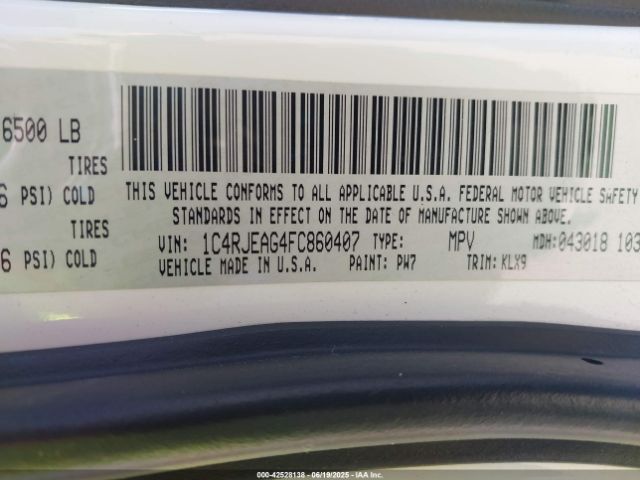 6500 LB
TIRES
6 PSI) COLD
TIRES
6 PSI) COLD
THIS VEHICLE CONFORMS TO ALL APPLICABLE U.S.A. FEDERAL MOTOR VEHICLE SAFETY
STANDARDS IN EFFECT ON THE DATE OF MANUFACTURE SHOWN ABOVE.
VIN: 1C4RJEAG4FC860407 TYPE: MPV MDH:043018 103
VEHICLE MADE IN U.S.A. PAINT: PW7 TRIM: KLX9
000-42528138 - 06/19/2025 - IAA Inc.